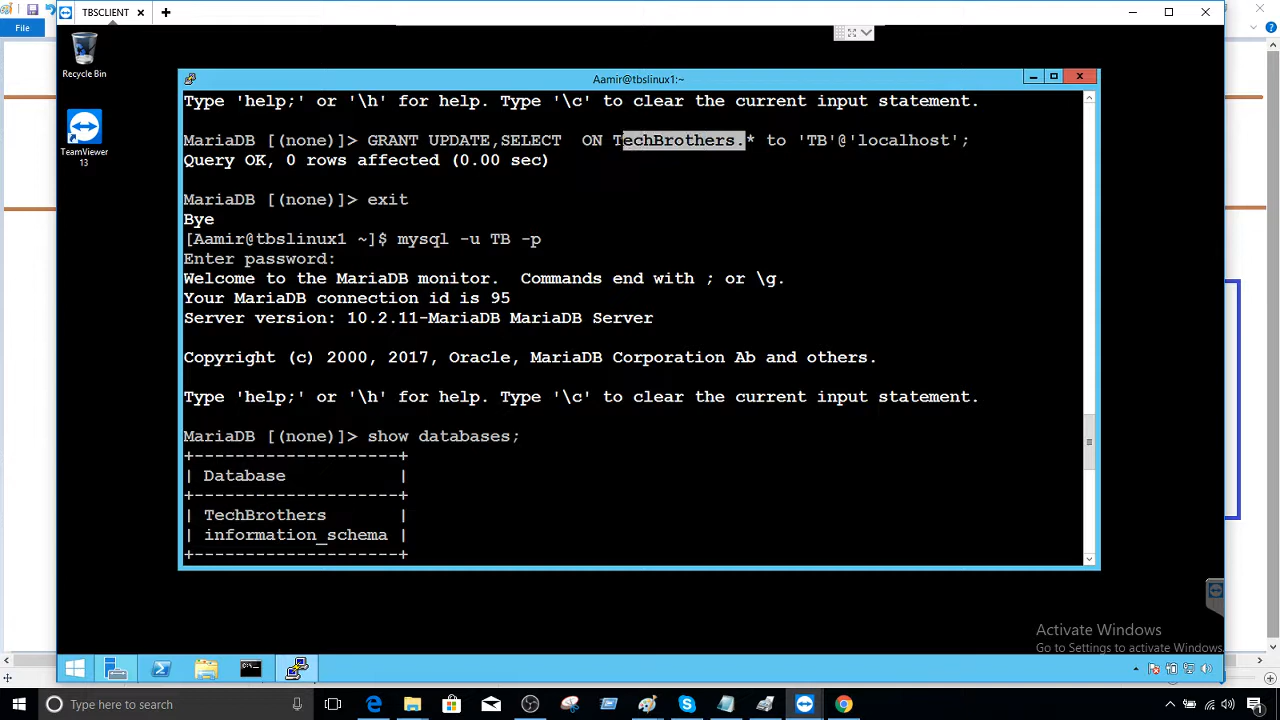 TBSCLIENT
File
Recycle Bin
TeamViewer
13
Aamir@tbslinux1:~
Type 'help;' or '\h' for help. Type '\c' to clear the current input statement.
MariaDB [(none)]> GRANT UPDATE,SELECT  ON TechBrothers.* to 'TB'@'localhost';
Query OK, 0 rows affected (0.00 sec)
MariaDB [(none)]> exit
Bye
[Aamir@tbslinux1 ~]$ mysql -u TB -p
Enter password:
Welcome to the MariaDB monitor.  Commands end with ; or \g.
Your MariaDB connection id is 95
Server version: 10.2.11-MariaDB MariaDB Server
Copyright (c) 2000, 2017, Oracle, MariaDB Corporation Ab and others.
Type 'help;' or '\h' for help. Type '\c' to clear the current input statement.
MariaDB [(none)]> show databases;
+--------------------+
| Database           |
+--------------------+
| TechBrothers       |
| information_schema |
+--------------------+
Activate Windows
Go to Settings to activate Windows.
Type here to search